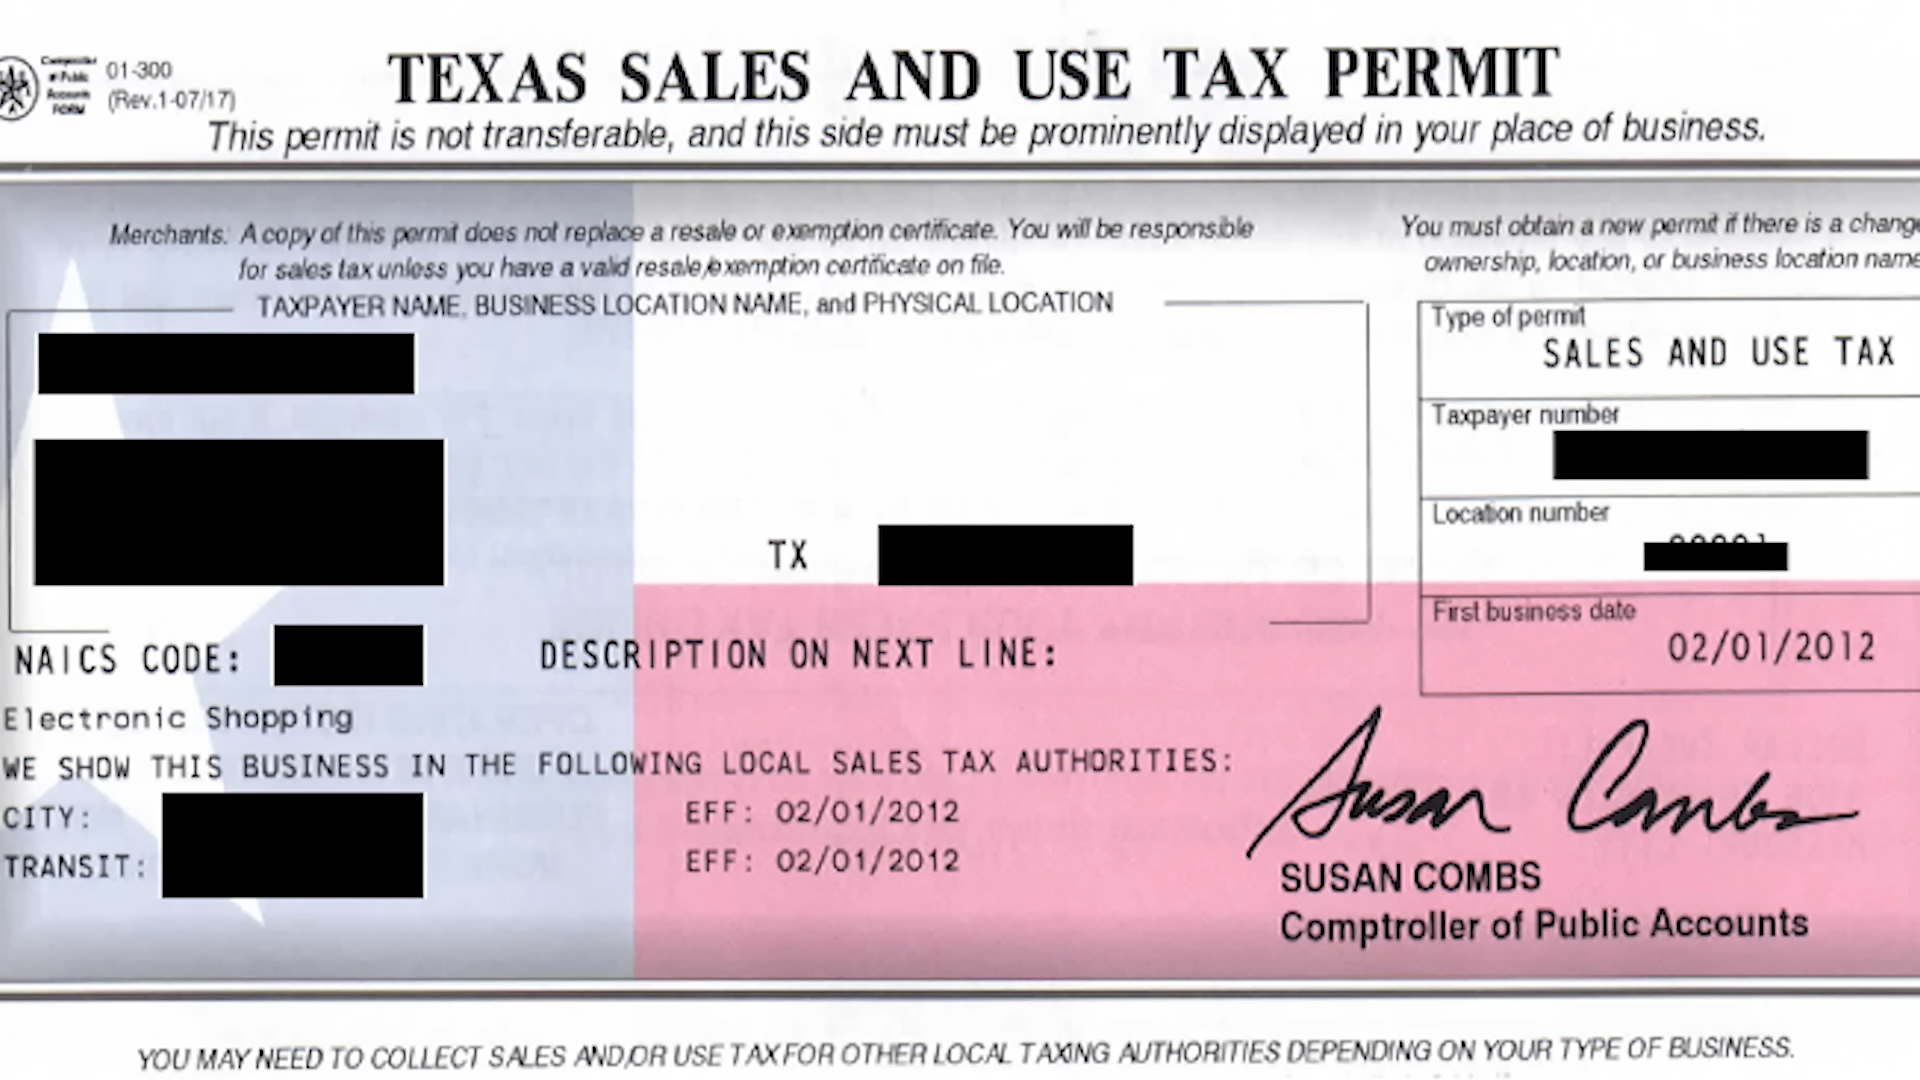 Comptroller
of Public
Accounts
FORM
01-300
(Rev.1-07/17)
TEXAS SALES AND USE TAX PERMIT
This permit is not transferable, and this side must be prominently displayed in your place of business.
Merchants: A copy of this permit does not replace a resale or exemption certificate. You will be responsible
for sales tax unless you have a valid resale/exemption certificate on file.
You must obtain a new permit if there is a change
ownership, location, or business location name
TAXPAYER NAME, BUSINESS LOCATION NAME, and PHYSICAL LOCATION
Type of permit
SALES AND USE TAX
Taxpayer number
Location number
TX
First business date
02/01/2012
NAICS CODE: DESCRIPTION ON NEXT LINE:
Electronic Shopping
WE SHOW THIS BUSINESS IN THE FOLLOWING LOCAL SALES TAX AUTHORITIES:
CITY: EFF: 02/01/2012
TRANSIT: EFF: 02/01/2012
Susan Combs
SUSAN COMBS
Comptroller of Public Accounts
YOU MAY NEED TO COLLECT SALES AND/OR USE TAX FOR OTHER LOCAL TAXING AUTHORITIES DEPENDING ON YOUR TYPE OF BUSINESS.